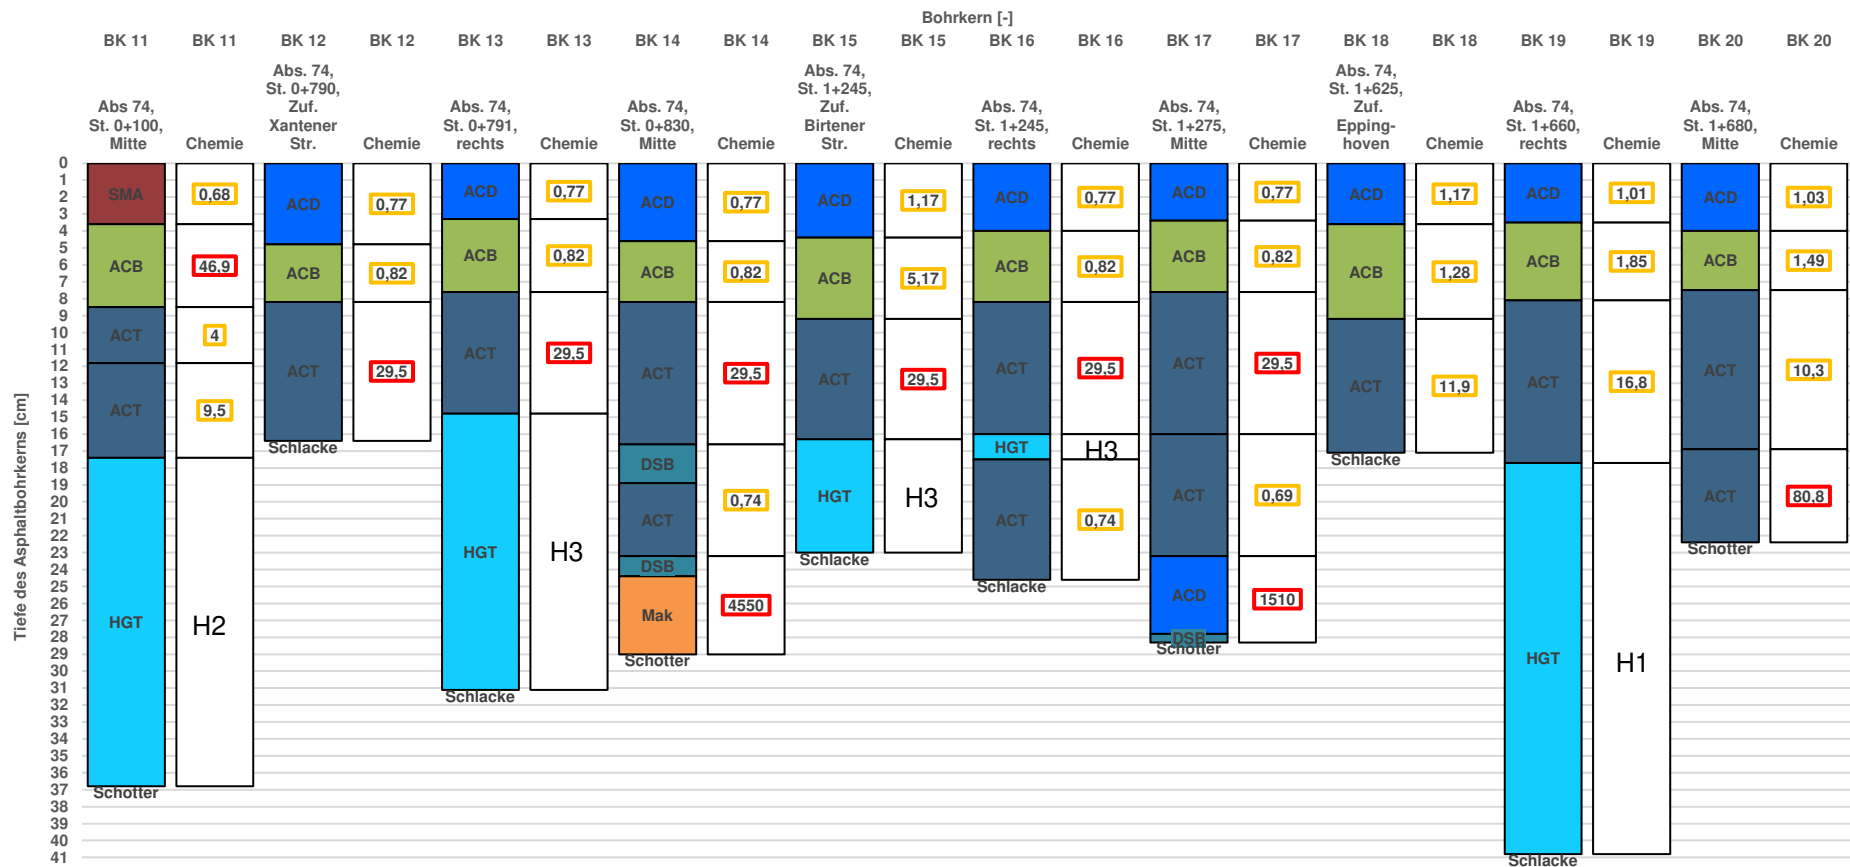 Bohrkern [-]
BK 11 BK 11 BK 12 BK 12 BK 13 BK 13 BK 14 BK 14 BK 15 BK 15 BK 16 BK 16 BK 17 BK 17 BK 18 BK 18 BK 19 BK 19 BK 20 BK 20
Abs 74,
St. 0+100,
Mitte
Chemie
Abs. 74,
St. 0+790,
Zuf.
Xantener
Str.
Chemie
Abs. 74,
St. 0+791,
rechts
Chemie
Abs. 74,
St. 0+830,
Mitte
Chemie
Abs. 74,
St. 1+245,
Zuf.
Birtener
Str.
Chemie
Abs. 74,
St. 1+245,
rechts
Chemie
Abs. 74,
St. 1+275,
Mitte
Chemie
Abs. 74,
St. 1+625,
Zuf.
Epping-
hoven
Chemie
Abs. 74,
St. 1+660,
rechts
Chemie
Abs. 74,
St. 1+680,
Mitte
Chemie
Tiefe des Asphaltbohrkerns [cm]
0
1
2
3
4
5
6
7
8
9
10
11
12
13
14
15
16
17
18
19
20
21
22
23
24
25
26
27
28
29
30
31
32
33
34
35
36
37
38
39
40
41
SMA
ACB
ACT
ACT
HGT
Schotter
0,68
46,9
4
9,5
H2
ACD
ACB
ACT
Schlacke
0,77
0,82
29,5
ACD
ACB
ACT
HGT
Schlacke
0,77
0,82
29,5
H3
ACD
ACB
ACT
DSB
ACT
DSB
Mak
Schotter
0,77
0,82
29,5
0,74
4550
ACD
ACB
ACT
HGT
Schlacke
1,17
5,17
29,5
H3
ACD
ACB
ACT
HGT
ACT
Schlacke
0,77
0,82
29,5
H3
0,74
ACD
ACB
ACT
ACT
ACD
DSB
Schotter
0,77
0,82
29,5
0,69
1510
ACD
ACB
ACT
Schlacke
1,17
1,28
11,9
ACD
ACB
ACT
HGT
Schlacke
1,01
1,85
16,8
H1
ACD
ACB
ACT
ACT
Schotter
1,03
1,49
10,3
80,8